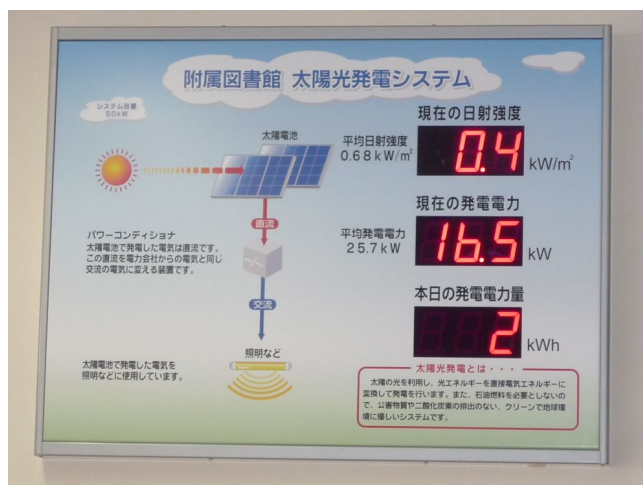 附属図書館 太陽光発電システム
システム容量
50kW
太陽電池
現在の日射強度
平均日射強度
0.68kW/m²
0.4 kW/m²
直流
現在の発電電力
平均発電電力
25.7kW
16.5 kW
パワーコンディショナ
太陽電池で発電した電気は直流です。
この直流を電力会社からの電気と同じ
交流の電気に変える装置です。
交流
本日の発電電力量
2 kWh
照明など
太陽電池で発電した電気を
照明などに使用しています。
太陽光発電とは・・・
太陽の光を利用し、光エネルギーを直接電気エネルギーに
変換して発電を行います。また、石油燃料を必要としないの
で、公害物質や二酸化炭素の排出のない、クリーンで地球環
境に優しいシステムです。